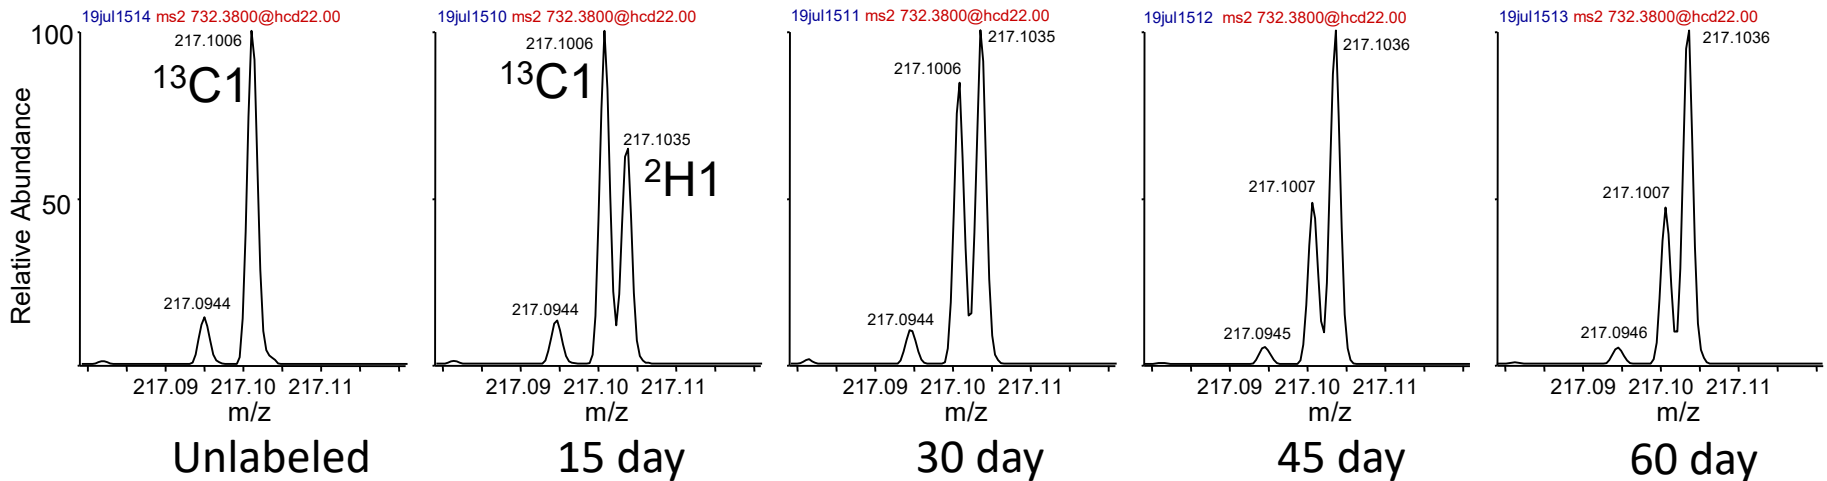 19jul1514 ms2 732.3800@hcd22.00
19jul1510 ms2 732.3800@hcd22.00
19jul1511 ms2 732.3800@hcd22.00
19jul1512 ms2 732.3800@hcd22.00
19jul1513 ms2 732.3800@hcd22.00
Relative Abundance
100
50
217.1006
13C1
217.0944
217.09 217.10 217.11
m/z
Unlabeled
217.1006
13C1
217.1035
2H1
217.0944
217.09 217.10 217.11
m/z
15 day
217.1035
217.1006
217.0944
217.09 217.10 217.11
m/z
30 day
217.1036
217.1007
217.0945
217.09 217.10 217.11
m/z
45 day
217.1036
217.1007
217.0946
217.09 217.10 217.11
m/z
60 day